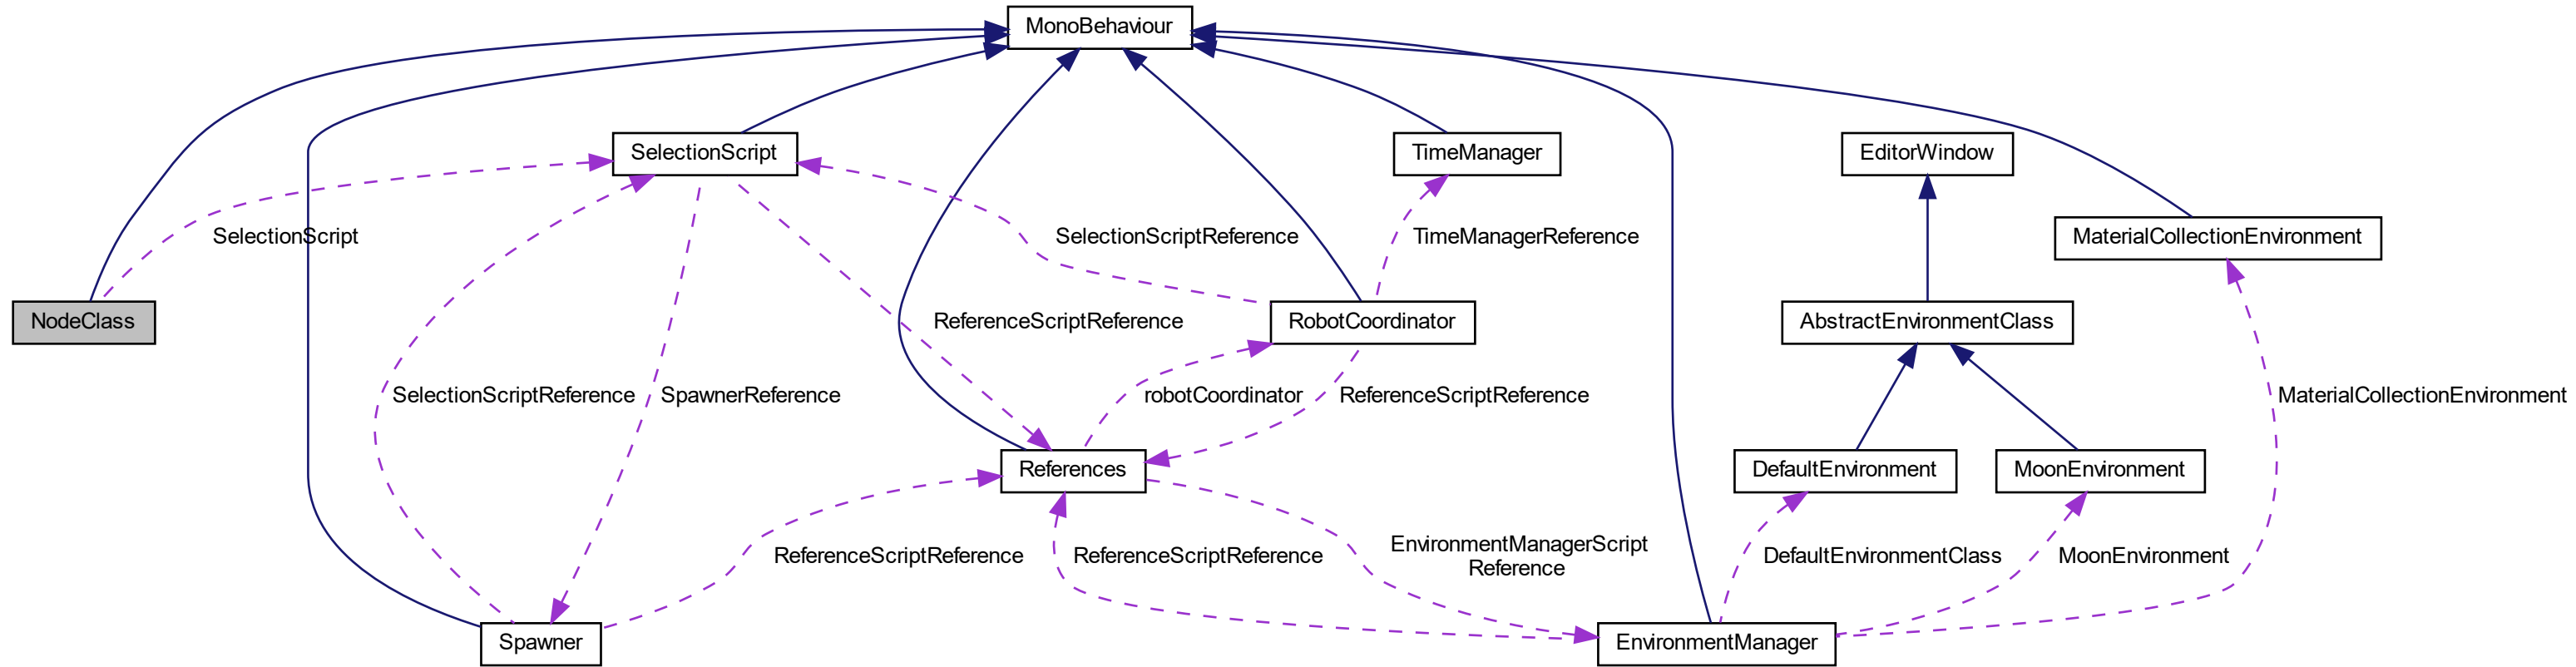 MonoBehaviour
SelectionScript
TimeManager
EditorWindow
SelectionScript
SelectionScriptReference
TimeManagerReference
MaterialCollectionEnvironment
NodeClass
ReferenceScriptReference
RobotCoordinator
AbstractEnvironmentClass
SelectionScriptReference
SpawnerReference
robotCoordinator
ReferenceScriptReference
MaterialCollectionEnvironment
References
DefaultEnvironment
MoonEnvironment
ReferenceScriptReference
ReferenceScriptReference
EnvironmentManagerScript
Reference
DefaultEnvironmentClass
MoonEnvironment
Spawner
EnvironmentManager